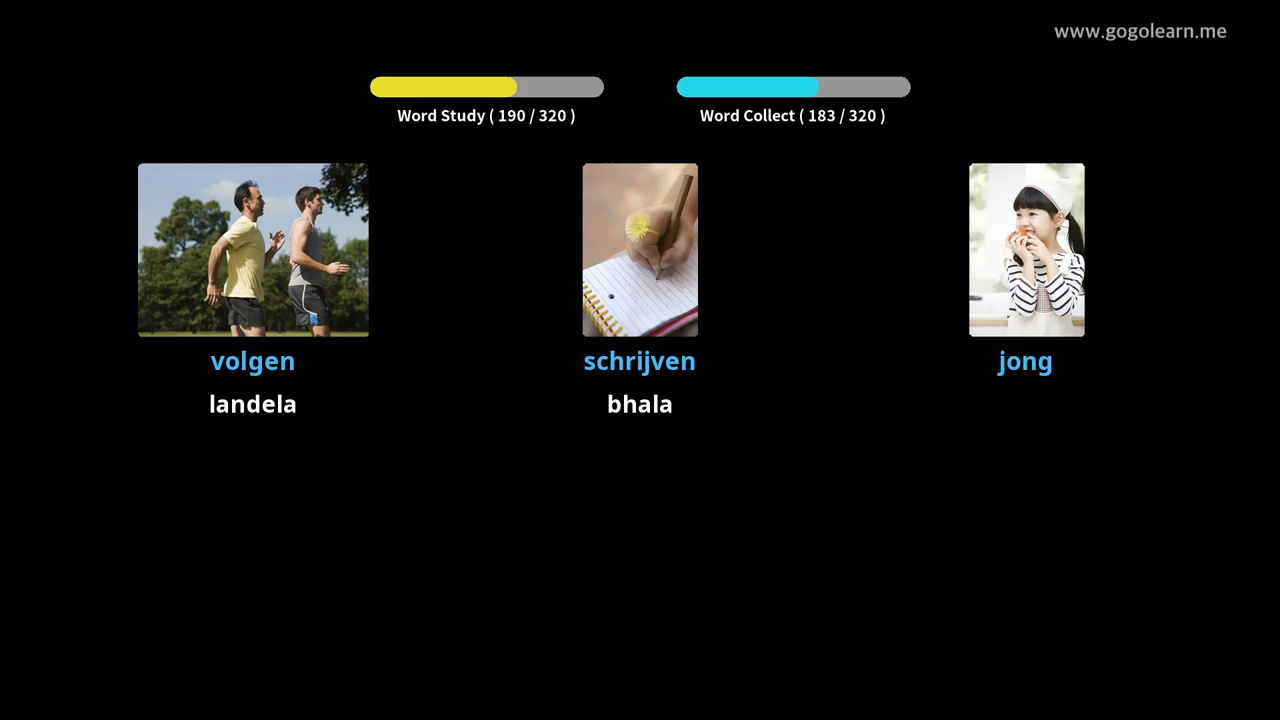 www.gogolearn.me
Word Study ( 190 / 320 )
Word Collect ( 183 / 320 )
volgen
schrijven
jong
landela
bhala